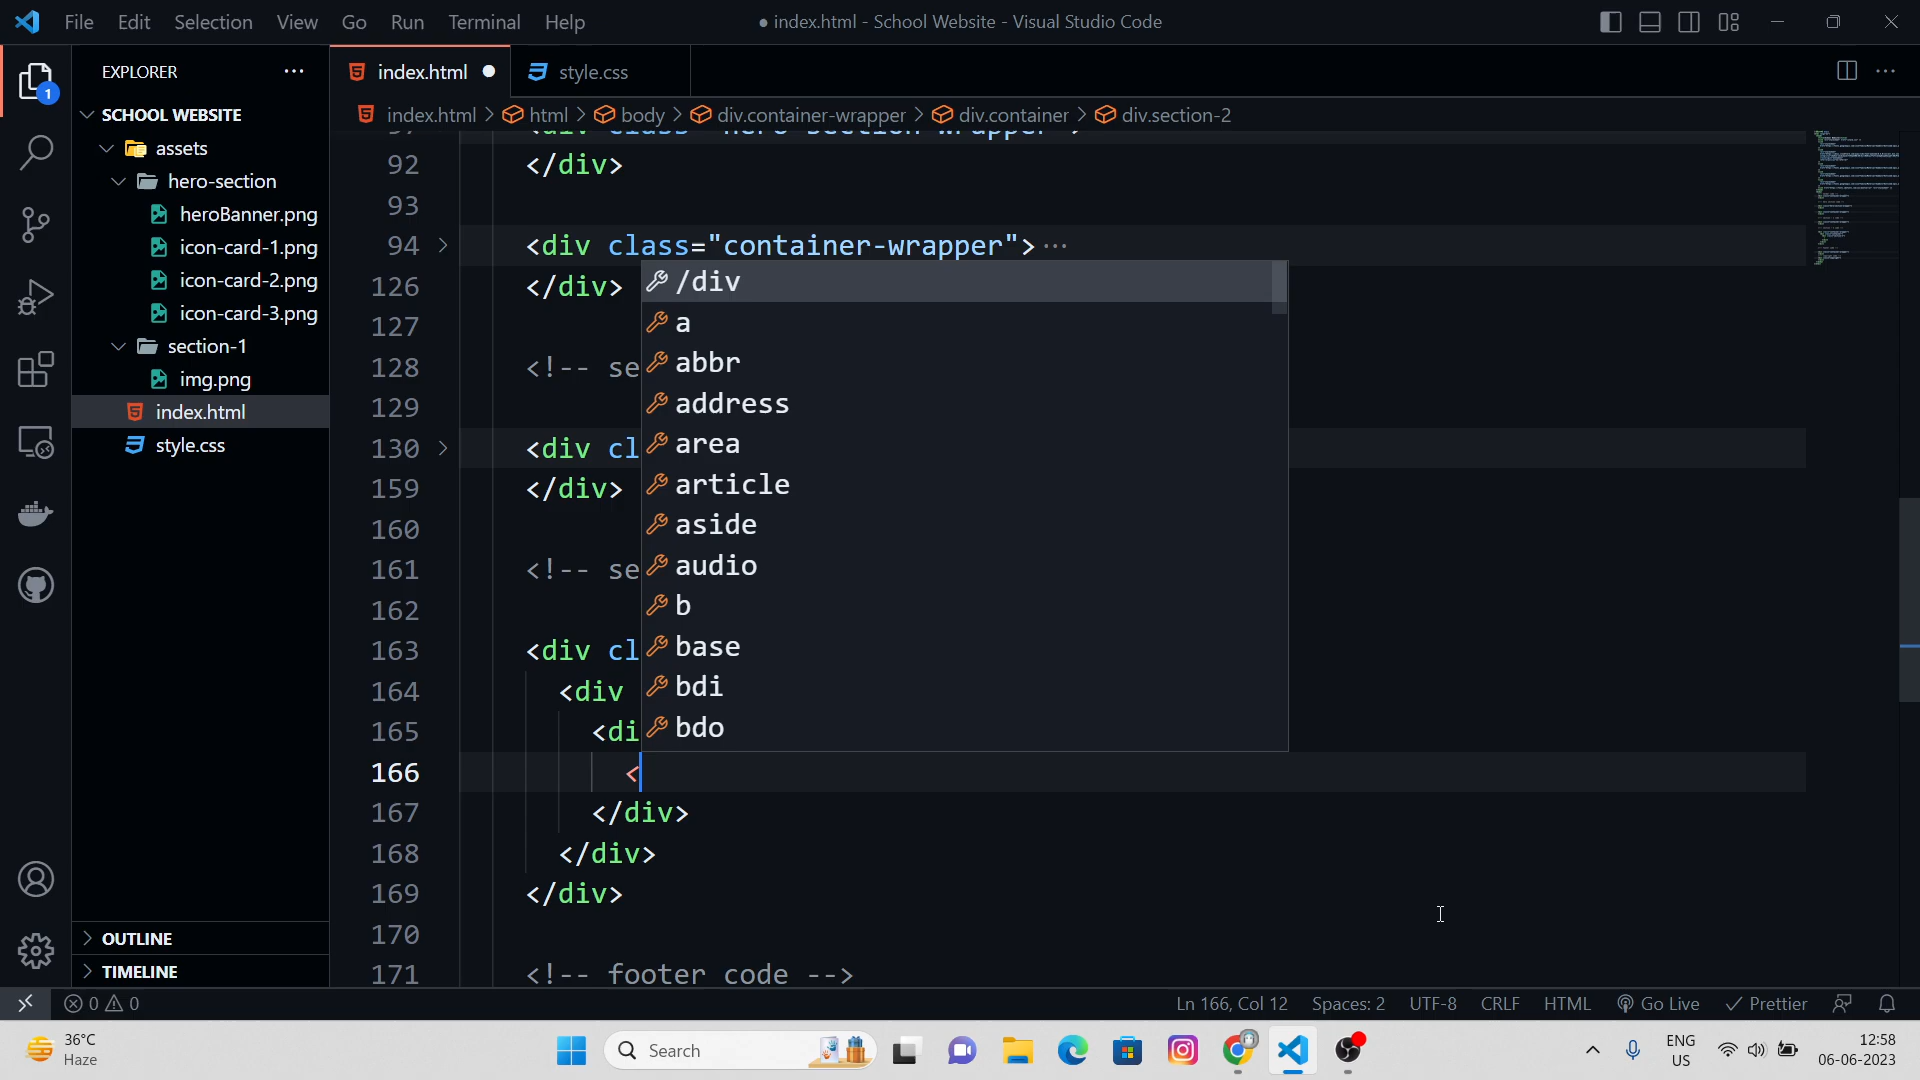 File Edit Selection View Go Run Terminal Help
● index.html - School Website - Visual Studio Code
EXPLORER
1
SCHOOL WEBSITE
assets
hero-section
heroBanner.png
icon-card-1.png
icon-card-2.png
icon-card-3.png
section-1
img.png
index.html
style.css
OUTLINE
TIMELINE
index.html
style.css
index.html > html > body > div.container-wrapper > div.container > div.section-2
92 </div>
93
94 <div class="container-wrapper">···
126 </div>
127
128 <!-- se
129
130 <div cl
159 </div>
160
161 <!-- se
162
163 <div cl
164 <div
165 <di
166 <
167 </div>
168 </div>
169 </div>
170
171 <!-- footer code -->
/div
a
abbr
address
area
article
aside
audio
b
base
bdi
bdo
0 0
Ln 166, Col 12 Spaces: 2 UTF-8 CRLF HTML Go Live Prettier
36°C
Haze
Search
ENG
US
12:58
06-06-2023